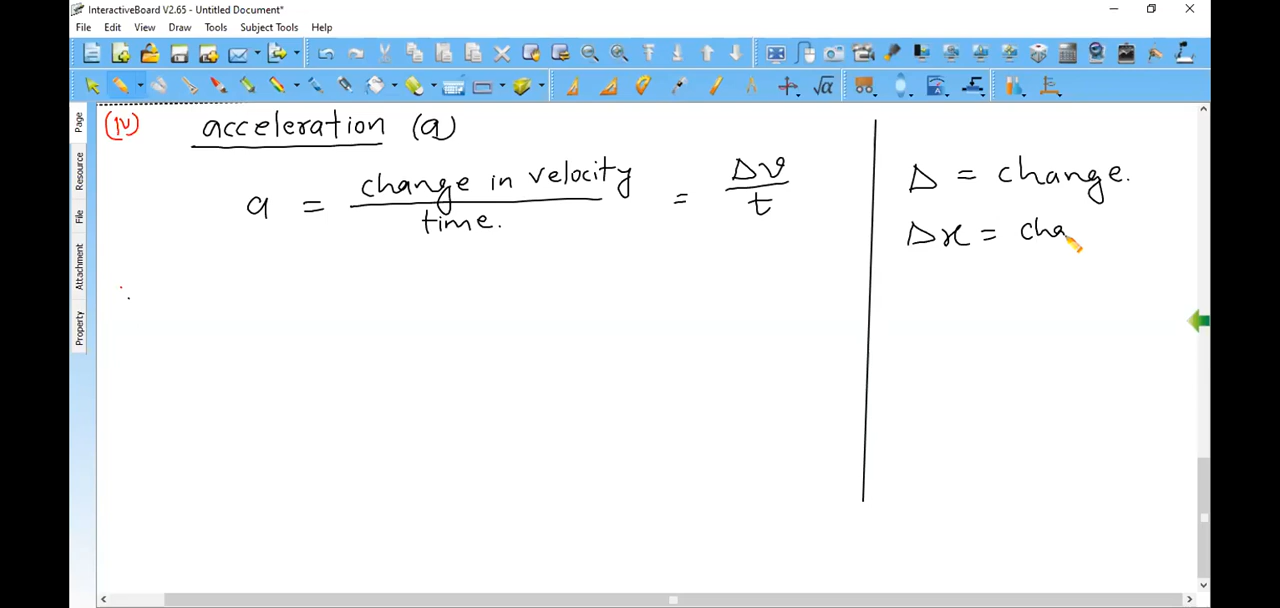 InteractiveBoard V2.65 - Untitled Document*
File Edit View Draw Tools Subject Tools Help
Page
Resource
File
Attachment
Property
(IV) acceleration (a)
a = change in velocity / time. = Δv / t
Δ = change.
Δx = cha